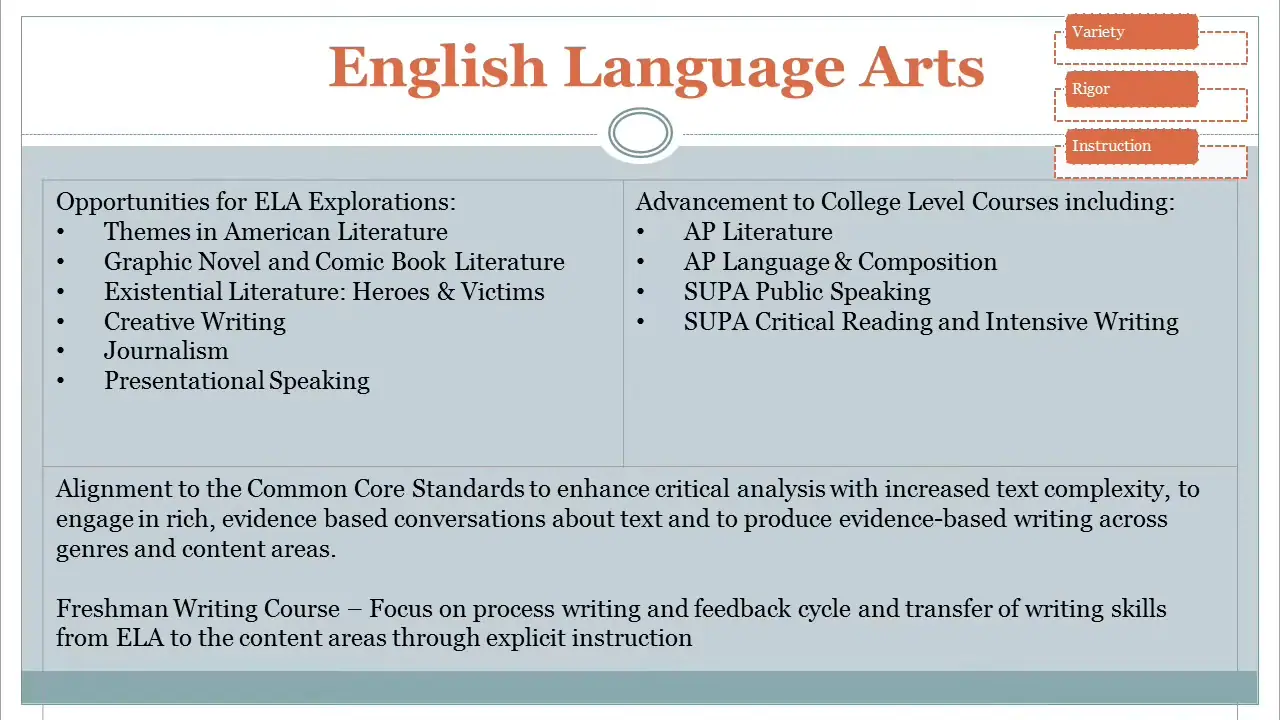 English Language Arts
Variety
Rigor
Instruction
Opportunities for ELA Explorations:
• Themes in American Literature
• Graphic Novel and Comic Book Literature
• Existential Literature: Heroes & Victims
• Creative Writing
• Journalism
• Presentational Speaking
Advancement to College Level Courses including:
• AP Literature
• AP Language & Composition
• SUPA Public Speaking
• SUPA Critical Reading and Intensive Writing
Alignment to the Common Core Standards to enhance critical analysis with increased text complexity, to
engage in rich, evidence based conversations about text and to produce evidence-based writing across
genres and content areas.
Freshman Writing Course – Focus on process writing and feedback cycle and transfer of writing skills
from ELA to the content areas through explicit instruction